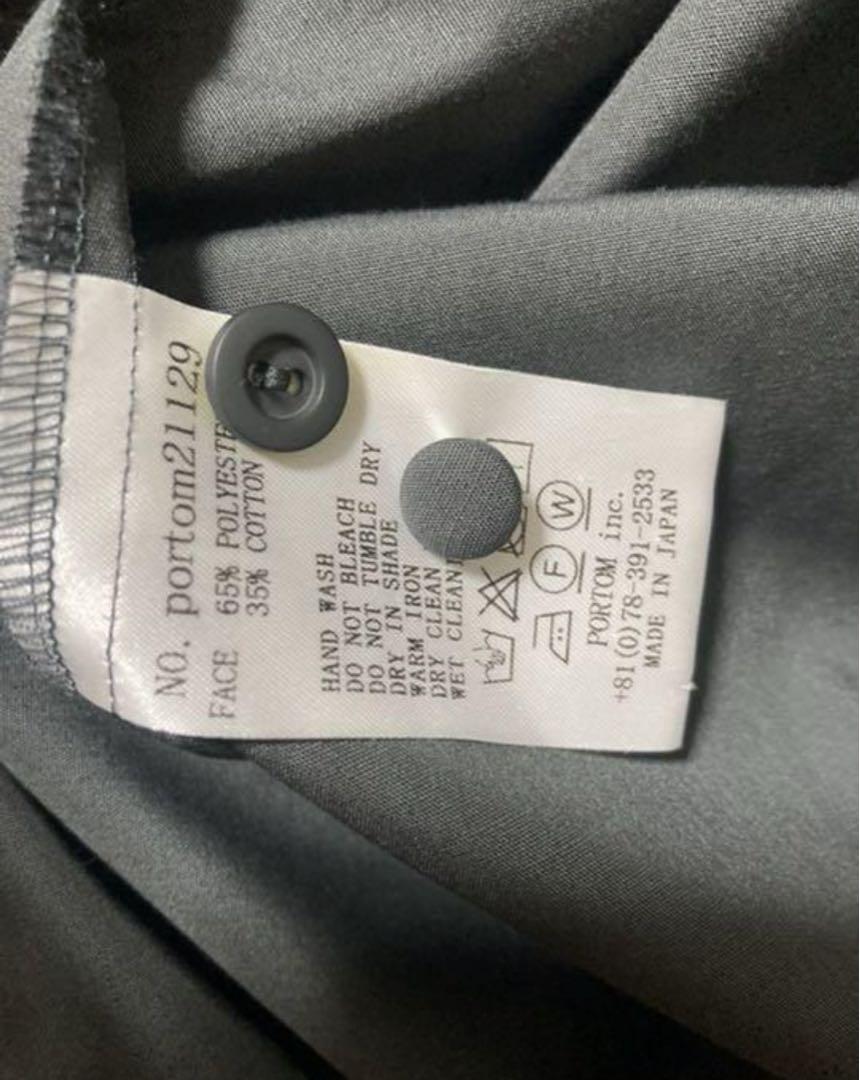 NO. portom21129
FACE 65% POLYESTE
35% COTTON
HAND WASH
DO NOT BLEACH
DO NOT TUMBLE DRY
DRY IN SHADE
WARM IRON
DRY CLEAN
WET CLEANI
F W
PORTOM inc.
+81(0)78-391-2533
MADE IN JAPAN